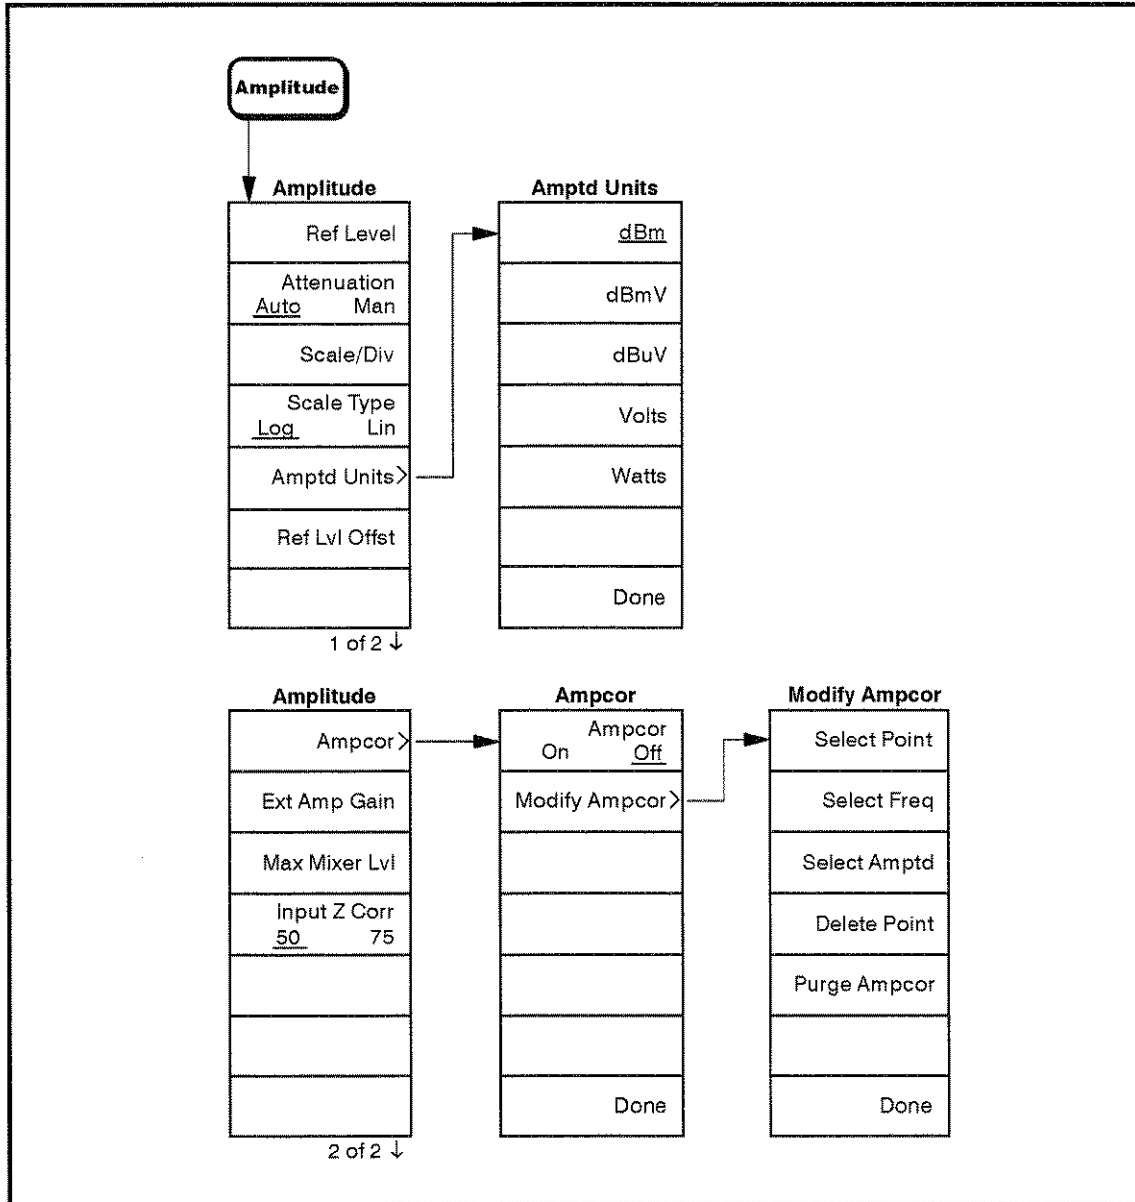 Amplitude
Amplitude
Ref Level
Attenuation
Auto Man
Scale/Div
Scale Type
Log Lin
Amptd Units>
Ref Lvl Offst
1 of 2 ↓
Amptd Units
dBm
dBmV
dBuV
Volts
Watts
Done
Amplitude
Ampcor>
Ext Amp Gain
Max Mixer Lvl
Input Z Corr
50 75
2 of 2 ↓
Ampcor
Ampcor
On Off
Modify Ampcor>
Done
Modify Ampcor
Select Point
Select Freq
Select Amptd
Delete Point
Purge Ampcor
Done